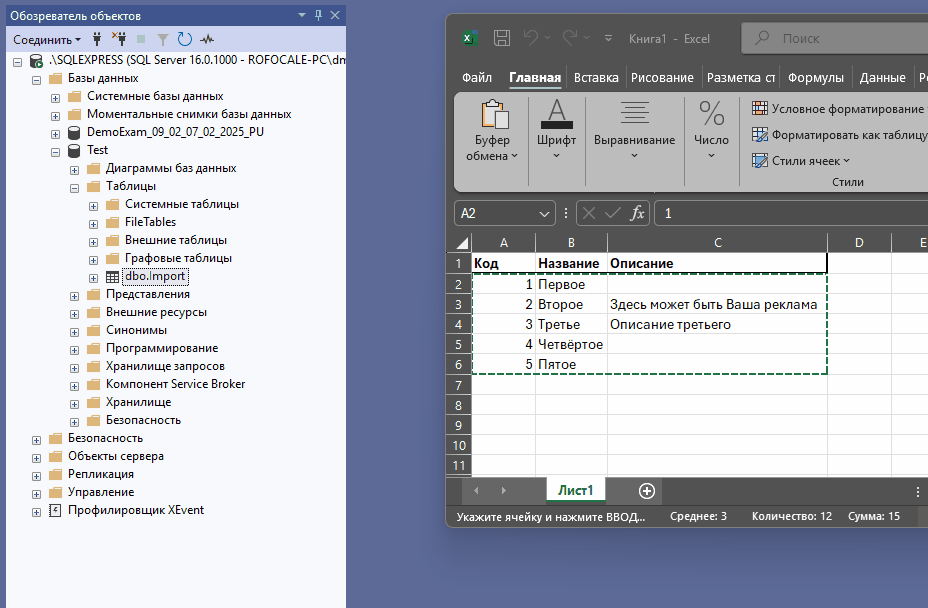 Обозреватель объектов
Соединить
.\SQLEXPRESS (SQL Server 16.0.1000 - ROFOCALE-PC\dm
Базы данных
Системные базы данных
Моментальные снимки базы данных
DemoExam_09_02_07_02_2025_PU
Test
Диаграммы баз данных
Таблицы
Системные таблицы
FileTables
Внешние таблицы
Графовые таблицы
dbo.Import
Представления
Внешние ресурсы
Синонимы
Программирование
Хранилище запросов
Компонент Service Broker
Хранилище
Безопасность
Безопасность
Объекты сервера
Репликация
Управление
Профилировщик XEvent
Книга1 - Excel
Поиск
Файл Главная Вставка Рисование Разметка ст Формулы Данные Р
Буфер обмена
Шрифт
Выравнивание
Число
Условное форматирование
Форматировать как таблицу
Стили ячеек
Стили
A2 fx 1
A B C D E
1 Код Название Описание
2 1 Первое
3 2 Второе Здесь может быть Ваша реклама
4 3 Третье Описание третьего
5 4 Четвёртое
6 5 Пятое
7
8
9
10
11
Лист1
Укажите ячейку и нажмите ВВОД... Среднее: 3 Количество: 12 Сумма: 15